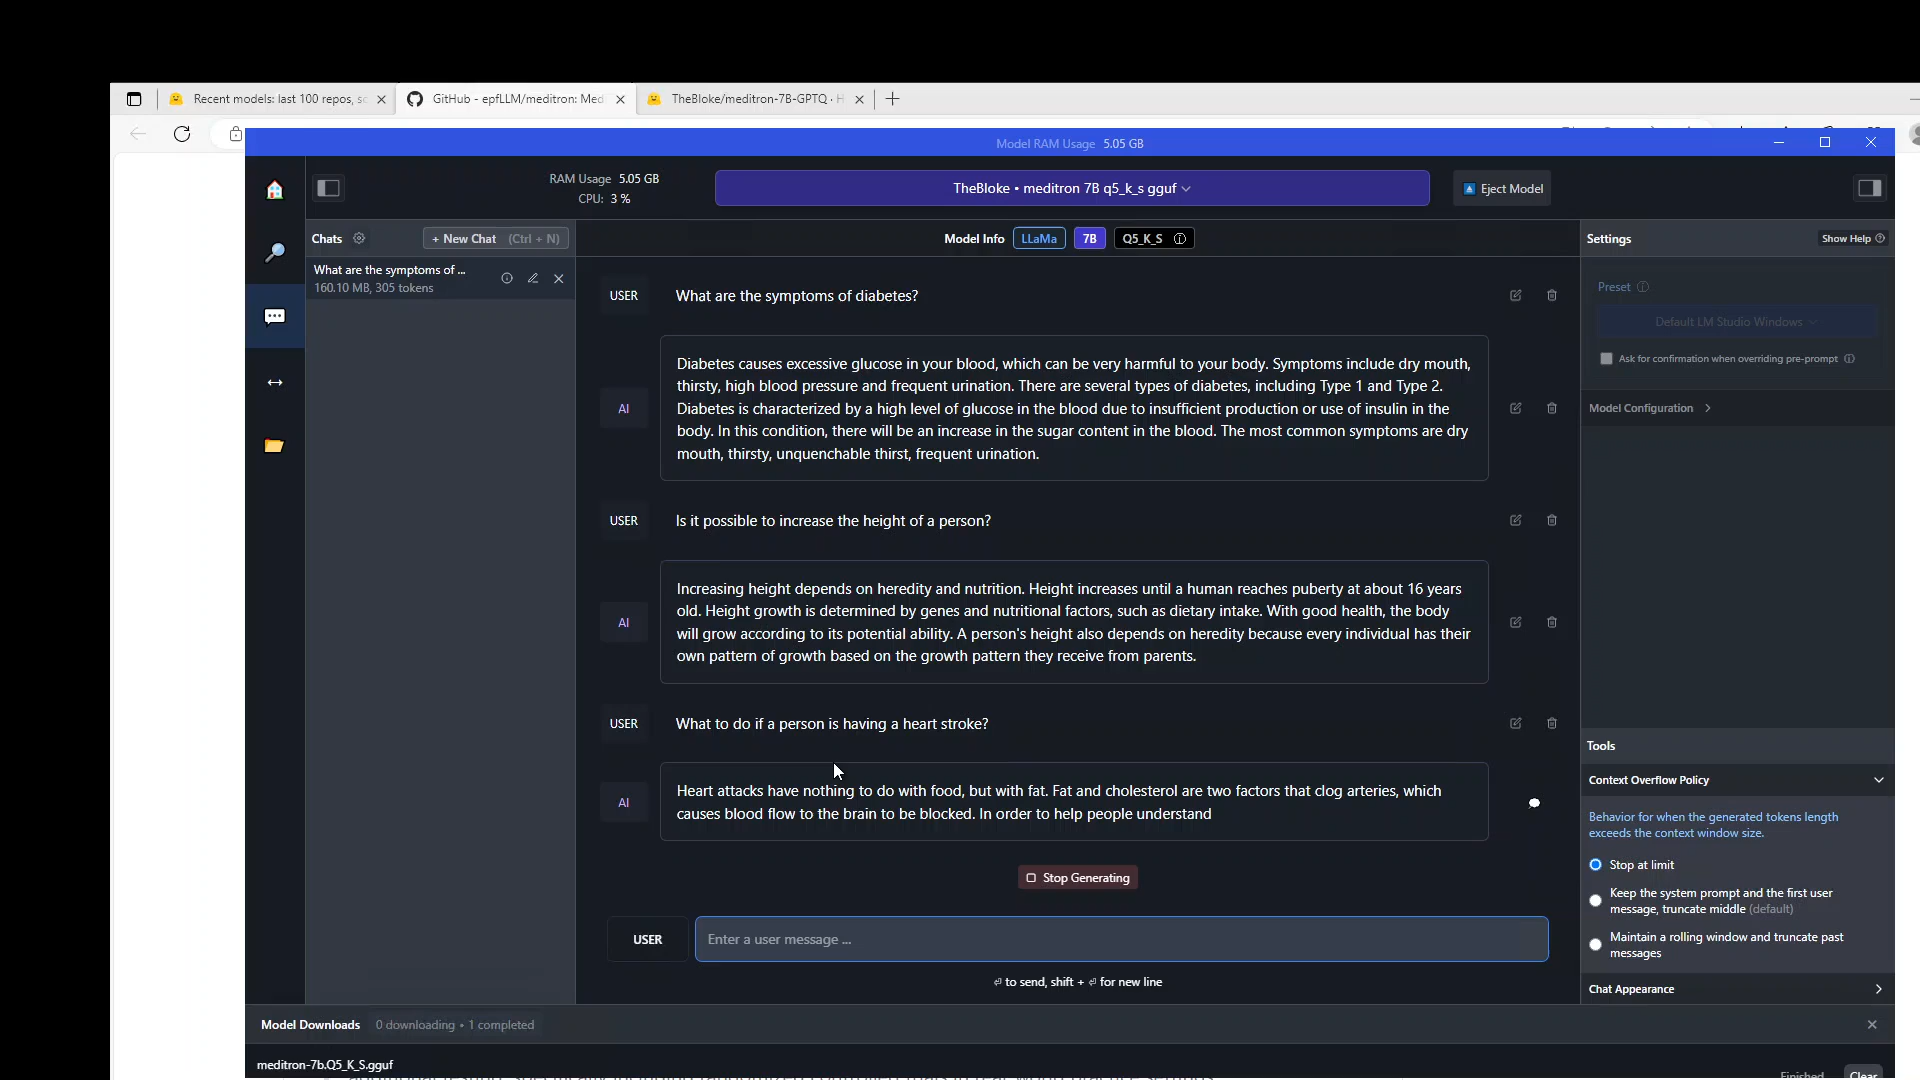 Recent models: last 100 repos, so
GitHub - epfLLM/meditron: Med
TheBloke/meditron-7B-GPTQ · H
Model RAM Usage 5.05 GB
RAM Usage 5.05 GB
CPU: 3 %
TheBloke • meditron 7B q5_k_s gguf
Eject Model
Chats
+ New Chat (Ctrl + N)
Model Info LLaMa 7B Q5_K_S
Settings
Show Help
What are the symptoms of ...
160.10 MB, 305 tokens
USER
What are the symptoms of diabetes?
Preset
Default LM Studio Windows
Ask for confirmation when overriding pre-prompt
Model Configuration
AI
Diabetes causes excessive glucose in your blood, which can be very harmful to your body. Symptoms include dry mouth,
thirsty, high blood pressure and frequent urination. There are several types of diabetes, including Type 1 and Type 2.
Diabetes is characterized by a high level of glucose in the blood due to insufficient production or use of insulin in the
body. In this condition, there will be an increase in the sugar content in the blood. The most common symptoms are dry
mouth, thirsty, unquenchable thirst, frequent urination.
USER
Is it possible to increase the height of a person?
AI
Increasing height depends on heredity and nutrition. Height increases until a human reaches puberty at about 16 years
old. Height growth is determined by genes and nutritional factors, such as dietary intake. With good health, the body
will grow according to its potential ability. A person's height also depends on heredity because every individual has their
own pattern of growth based on the growth pattern they receive from parents.
USER
What to do if a person is having a heart stroke?
AI
Heart attacks have nothing to do with food, but with fat. Fat and cholesterol are two factors that clog arteries, which
causes blood flow to the brain to be blocked. In order to help people understand
Stop Generating
USER
Enter a user message ...
⏎ to send, shift + ⏎ for new line
Tools
Context Overflow Policy
Behavior for when the generated tokens length
exceeds the context window size.
Stop at limit
Keep the system prompt and the first user
message, truncate middle (default)
Maintain a rolling window and truncate past
messages
Chat Appearance
Model Downloads 0 downloading • 1 completed
meditron-7b.Q5_K_S.gguf
Finished
Clear